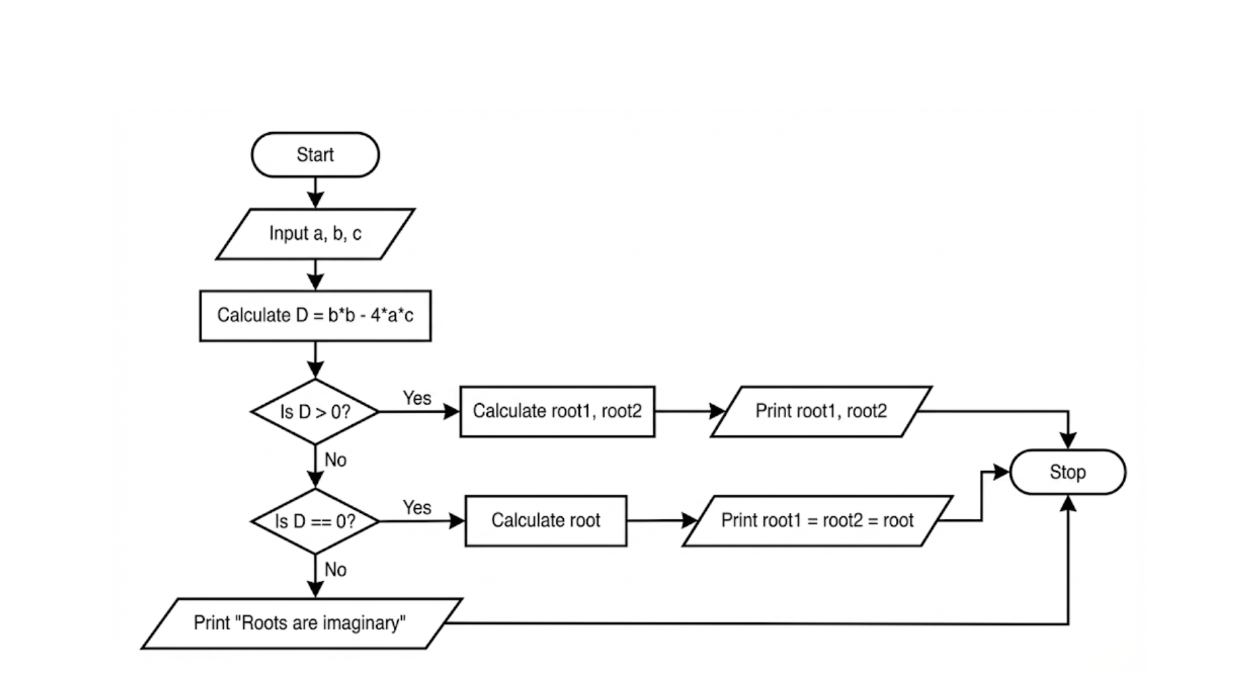 Start
Input a, b, c
Calculate D = b*b - 4*a*c
Is D > 0?
Yes
Calculate root1, root2
Print root1, root2
No
Stop
Is D == 0?
Yes
Calculate root
Print root1 = root2 = root
No
Print "Roots are imaginary"